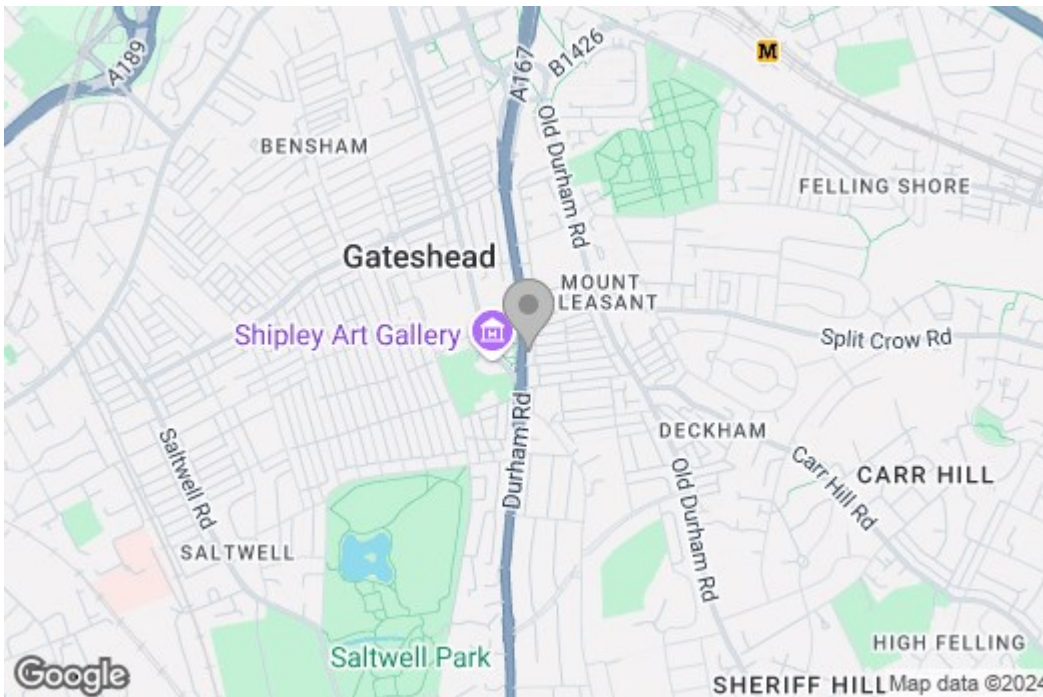 A189
A167
B1426
M
BENSHAM
Old Durham Rd
FELLING SHORE
Gateshead
MOUNT
LEASANT
Shipley Art Gallery
Split Crow Rd
Durham Rd
DECKHAM
Saltwell Rd
Carr Hill Rd
CARR HILL
Old Durham Rd
SALTWELL
HIGH FELLING
Saltwell Park
Google
SHERIFF HILL
Map data ©2024